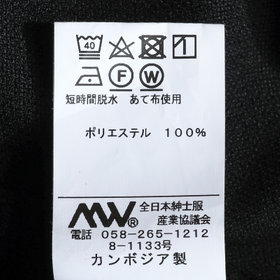 40
F W
短時間脱水 あて布使用
ポリエステル 100%
MW® 全日本紳士服
産業協議会
電話 058-265-1212
8-1133号
カンボジア製